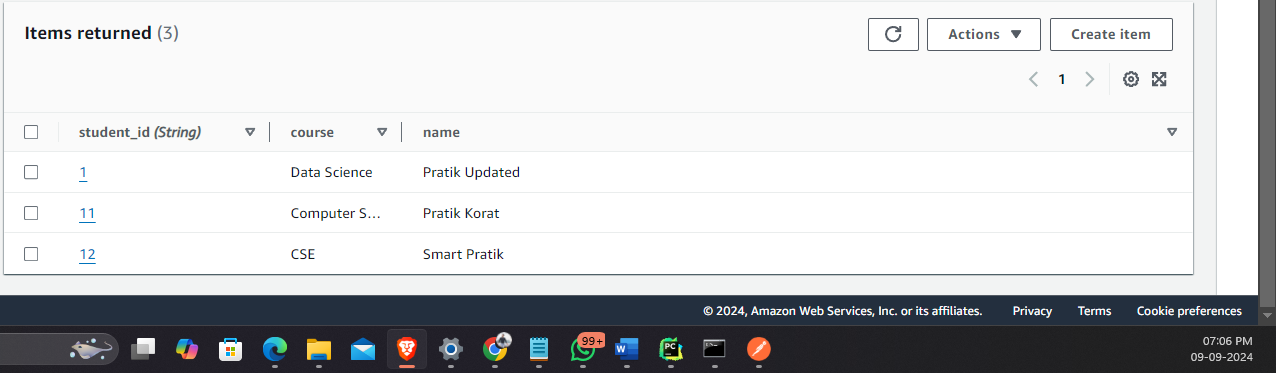 Items returned (3)
Actions
Create item
1
student_id (String) course name
1 Data Science Pratik Updated
11 Computer S... Pratik Korat
12 CSE Smart Pratik
© 2024, Amazon Web Services, Inc. or its affiliates. Privacy Terms Cookie preferences
99+
W
PC
07:06 PM
09-09-2024